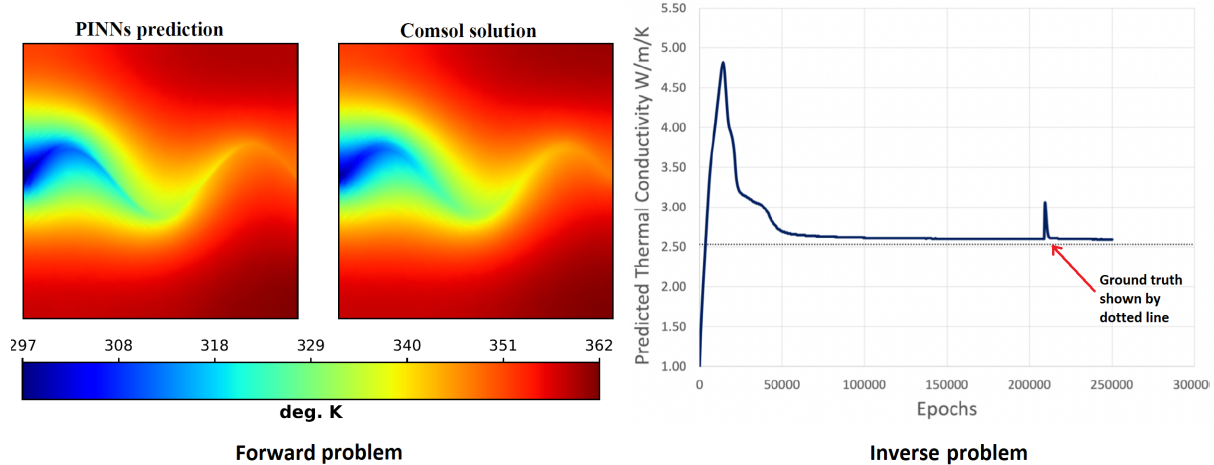 PINNs prediction
Comsol solution
297 308 318 329 340 351 362
deg. K
Forward problem
Predicted Thermal Conductivity W/m/K
5.50
5.00
4.50
4.00
3.50
3.00
2.50
2.00
1.50
1.00
Ground truth
shown by
dotted line
0 50000 100000 150000 200000 250000 30000
Epochs
Inverse problem